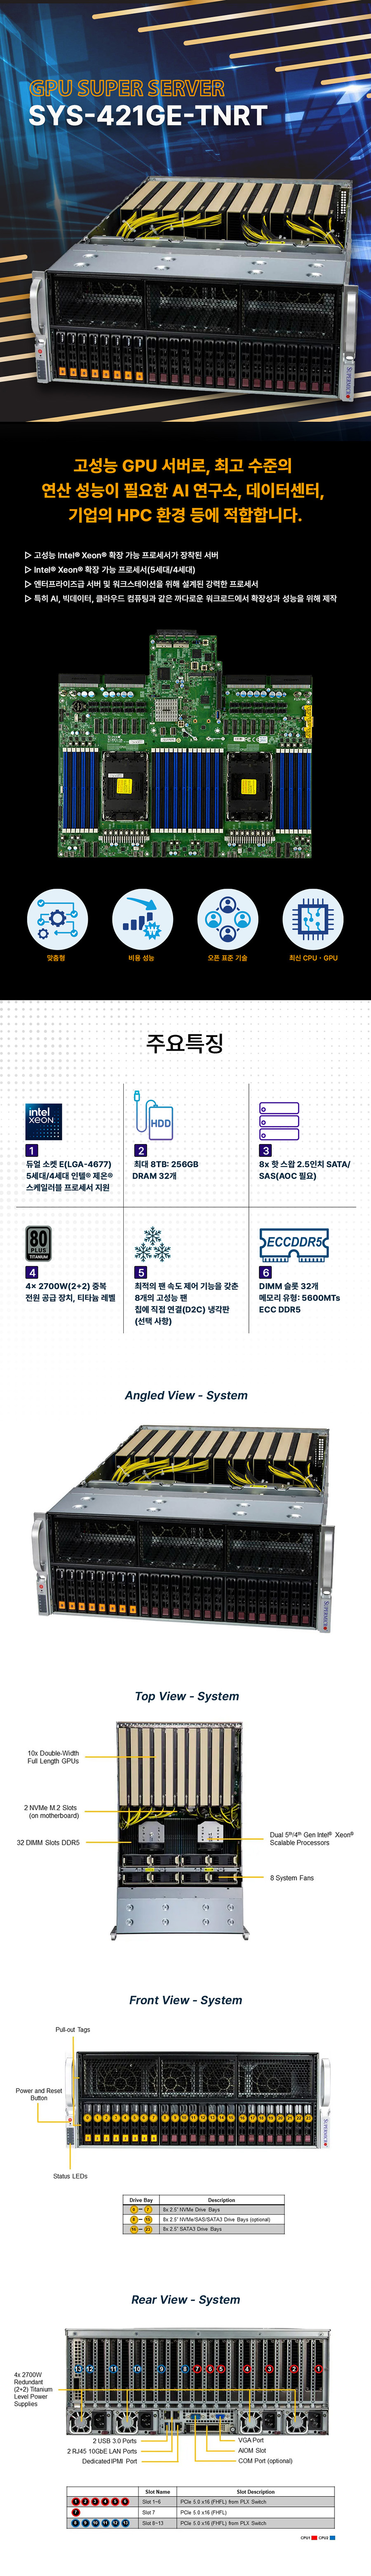 GPU SUPER SERVER
SYS-421GE-TNRT
고성능 GPU 서버로, 최고 수준의
연산 성능이 필요한 AI 연구소, 데이터센터,
기업의 HPC 환경 등에 적합합니다.
▷ 고성능 Intel® Xeon® 확장 가능 프로세서가 장착된 서버
▷ Intel® Xeon® 확장 가능 프로세서(5세대/4세대)
▷ 엔터프라이즈급 서버 및 워크스테이션을 위해 설계된 강력한 프로세서
▷ 특히 AI, 빅데이터, 클라우드 컴퓨팅과 같은 까다로운 워크로드에서 확장성과 성능을 위해 제작
맞춤형
비용 성능
오픈 표준 기술
최신 CPU · GPU
주요특징
intel
XEON
1
듀얼 소켓 E(LGA-4677)
5세대/4세대 인텔® 제온®
스케일러블 프로세서 지원
HDD
2
최대 8TB: 256GB
DRAM 32개
3
8x 핫 스왑 2.5인치 SATA/
SAS(AOC 필요)
80
PLUS
TITANIUM
4
4× 2700W(2+2) 중복
전원 공급 장치, 티타늄 레벨
5
최적의 팬 속도 제어 기능을 갖춘
8개의 고성능 팬
칩에 직접 연결(D2C) 냉각판
(선택 사항)
ECCDDR5
6
DIMM 슬롯 32개
메모리 유형: 5600MTs
ECC DDR5
Angled View - System
SUPERMICRO
Top View - System
10x Double-Width
Full Length GPUs
2 NVMe M.2 Slots
(on motherboard)
32 DIMM Slots DDR5
Dual 5th/4th Gen Intel® Xeon®
Scalable Processors
8 System Fans
Front View - System
Pull-out Tags
Power and Reset
Button
SUPERMICRO
Status LEDs
Drive Bay Description
0 – 7 8x 2.5" NVMe Drive Bays
8 – 15 8x 2.5" NVMe/SAS/SATA3 Drive Bays (optional)
16 – 23 8x 2.5" SATA3 Drive Bays
Rear View - System
13 12 11 10 9 8 7 6 5 4 3 2 1
4x 2700W
Redundant
(2+2) Titanium
Level Power
Supplies
2 USB 3.0 Ports
2 RJ45 10GbE LAN Ports
Dedicated IPMI Port
VGA Port
AIOM Slot
COM Port (optional)
Slot Name Slot Description
1 2 3 4 5 6 Slot 1~6 PCIe 5.0 x16 (FHFL) from PLX Switch
7 Slot 7 PCIe 5.0 x16 (FHFL)
8 9 10 11 12 13 Slot 8~13 PCIe 5.0 x16 (FHFL) from PLX Switch
CPU1 CPU2